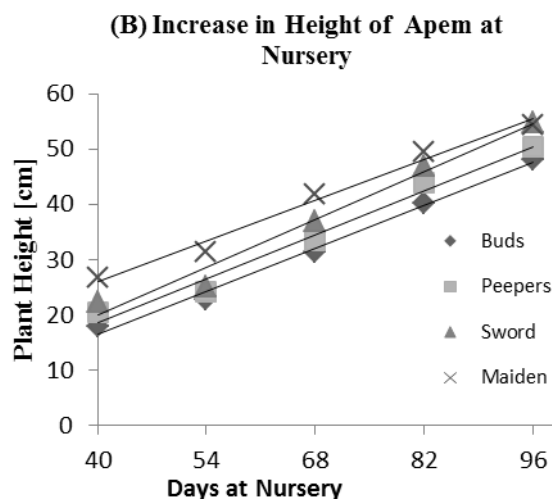 (B) Increase in Height of Apem at
Nursery
Plant Height [cm]
60
50
40
30
20
10
0
40 54 68 82 96
Days at Nursery
Buds
Peepers
Sword
Maiden